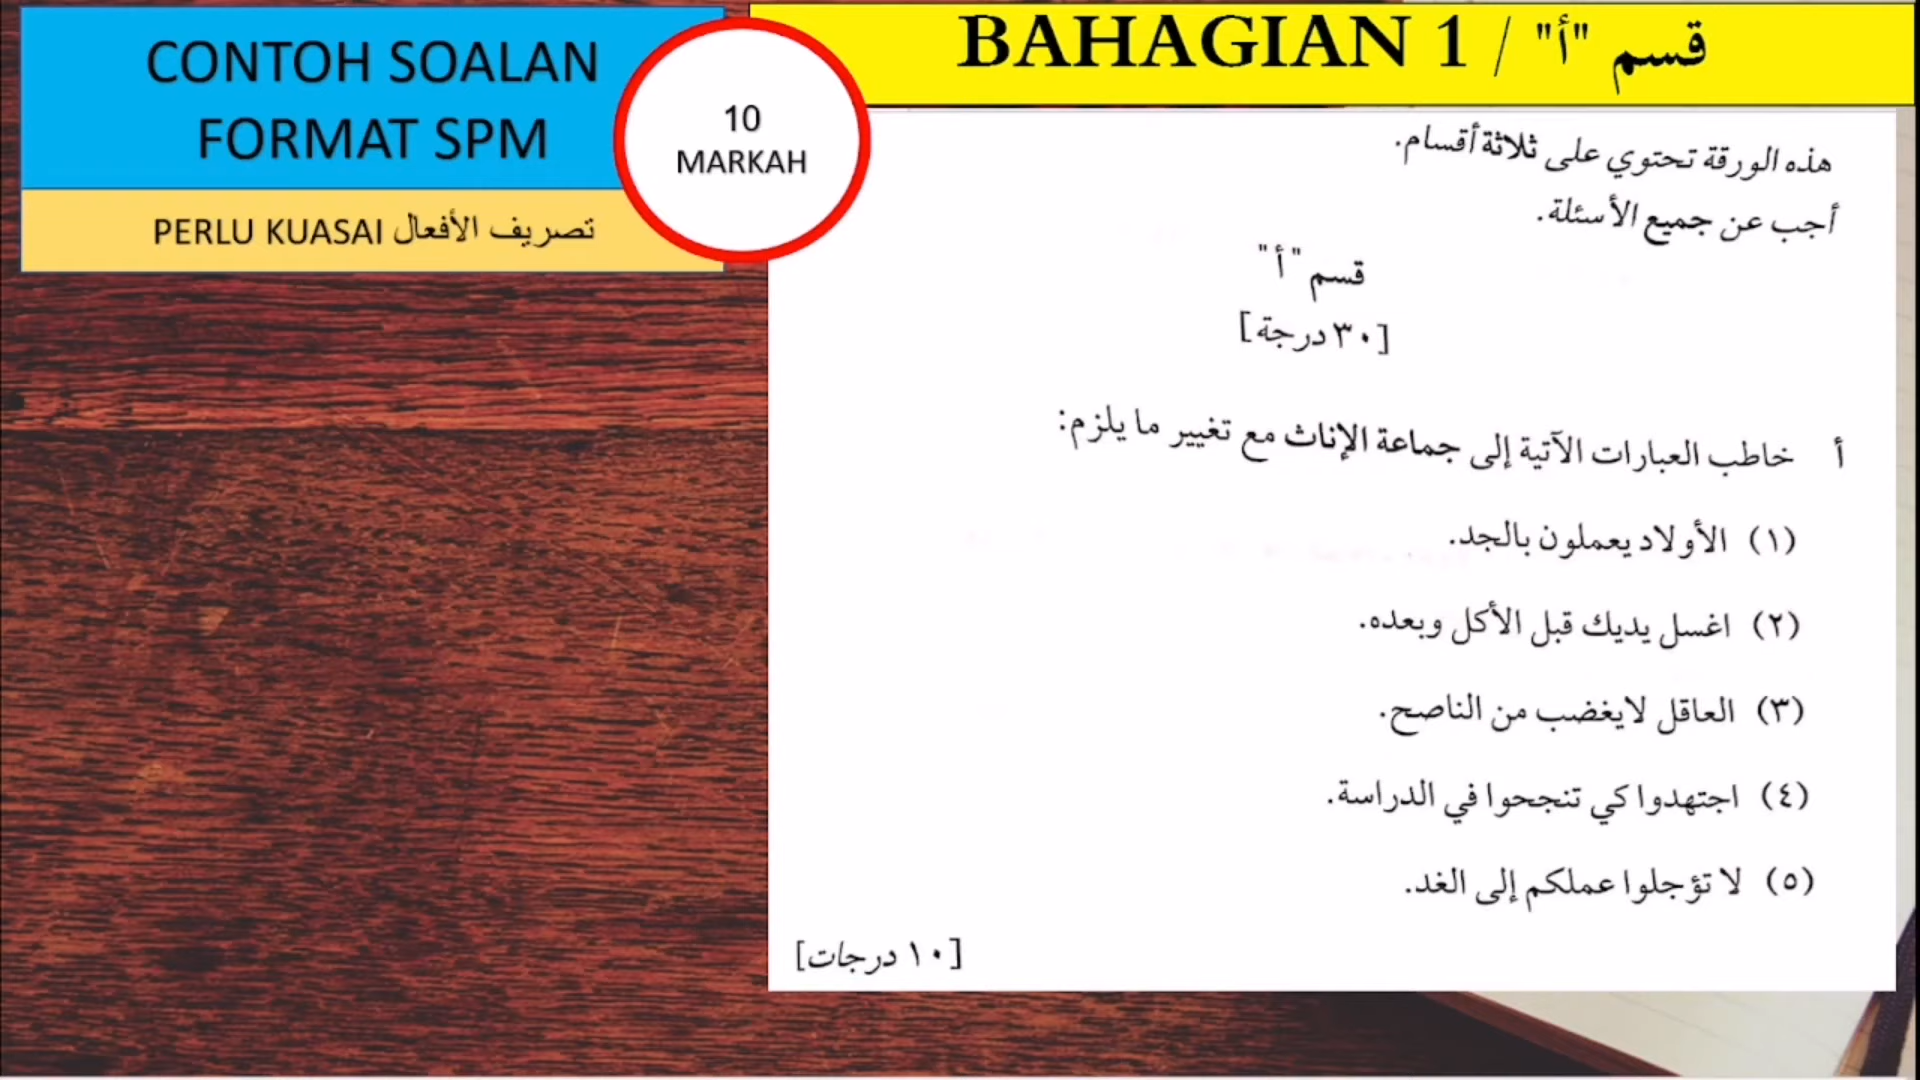 CONTOH SOALAN
FORMAT SPM
PERLU KUASAI تصريف الأفعال
10
MARKAH
BAHAGIAN 1 / قسم "أ"
هذه الورقة تحتوي على ثلاثة أقسام.
أجب عن جميع الأسئلة.
قسم "أ"
[٣٠ درجة]
أ خاطب العبارات الآتية إلى جماعة الإناث مع تغيير ما يلزم:
(١) الأولاد يعملون بالجد.
(٢) اغسل يديك قبل الأكل وبعده.
(٣) العاقل لايغضب من الناصح.
(٤) اجتهدوا كي تنجحوا في الدراسة.
(٥) لا تؤجلوا عملكم إلى الغد.
[١٠ درجات]